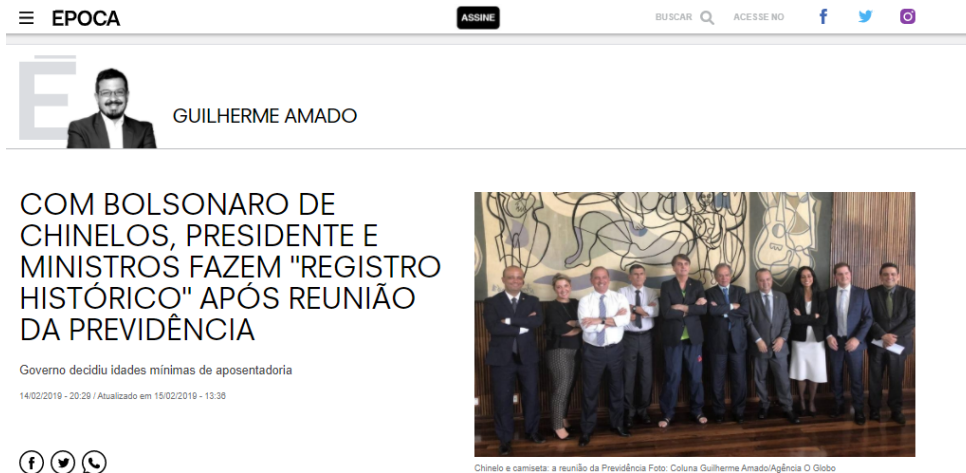 EPOCA
ASSINE
BUSCAR
ACESSE NO
GUILHERME AMADO
COM BOLSONARO DE
CHINELOS, PRESIDENTE E
MINISTROS FAZEM "REGISTRO
HISTÓRICO" APÓS REUNIÃO
DA PREVIDÊNCIA
Governo decidiu idades mínimas de aposentadoria
14/02/2019 - 20:29 / Atualizado em 15/02/2019 - 13:36
Chinelo e camiseta: a reunião da Previdência Foto: Coluna Guilherme Amado/Agência O Globo